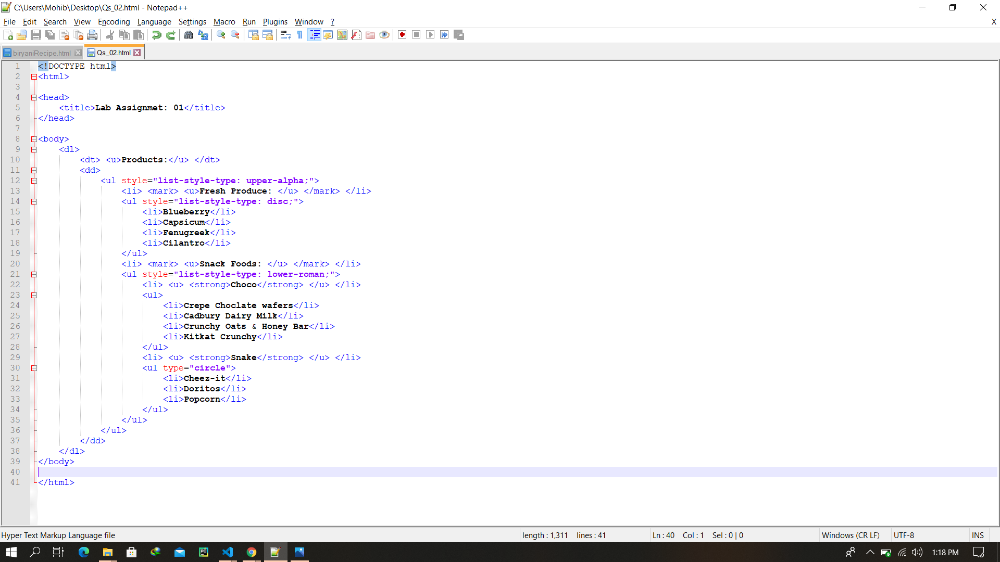 C:\Users\Mohib\Desktop\Qs_02.html - Notepad++
File Edit Search View Encoding Language Settings Macro Run Plugins Window ? X
biryaniRecipe.html Qs_02.html
1 <!DOCTYPE html>
2 <html>
3
4 <head>
5 <title>Lab Assignmet: 01</title>
6 </head>
7
8 <body>
9 <dl>
10 <dt> <u>Products:</u> </dt>
11 <dd>
12 <ul style="list-style-type: upper-alpha;">
13 <li> <mark> <u>Fresh Produce: </u> </mark> </li>
14 <ul style="list-style-type: disc;">
15 <li>Blueberry</li>
16 <li>Capsicum</li>
17 <li>Fenugreek</li>
18 <li>Cilantro</li>
19 </ul>
20 <li> <mark> <u>Snack Foods: </u> </mark> </li>
21 <ul style="list-style-type: lower-roman;">
22 <li> <u> <strong>Choco</strong> </u> </li>
23 <ul>
24 <li>Crepe Choclate wafers</li>
25 <li>Cadbury Dairy Milk</li>
26 <li>Crunchy Oats & Honey Bar</li>
27 <li>Kitkat Crunchy</li>
28 </ul>
29 <li> <u> <strong>Snake</strong> </u> </li>
30 <ul type="circle">
31 <li>Cheez-it</li>
32 <li>Doritos</li>
33 <li>Popcorn</li>
34 </ul>
35 </ul>
36 </ul>
37 </dd>
38 </dl>
39 </body>
40
41 </html>
Hyper Text Markup Language file length : 1,311 lines : 41 Ln : 40 Col : 1 Sel : 0 | 0 Windows (CR LF) UTF-8 INS
1:18 PM